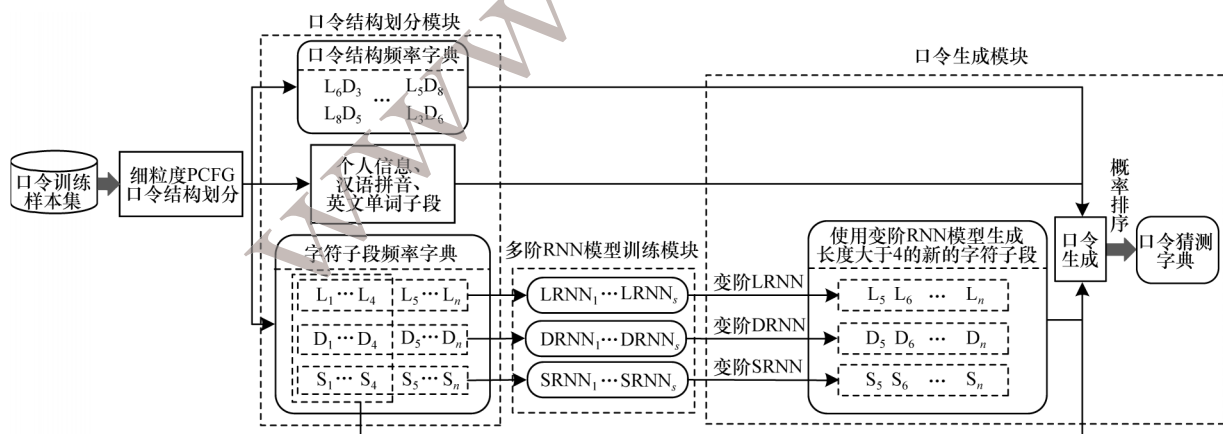 口令结构划分模块
口令结构频率字典
L₆D₃ … L₅D₈
L₈D₅ L₃D₆
口令训练
样本集
细粒度PCFG
口令结构划分
个人信息、
汉语拼音、
英文单词子段
字符子段频率字典
L₁…L₄ L₅…Lₙ
D₁…D₄ D₅…Dₙ
S₁…S₄ S₅…Sₙ
多阶RNN模型训练模块
LRNN₁…LRNNₛ
DRNN₁…DRNNₛ
SRNN₁…SRNNₛ
变阶LRNN
变阶DRNN
变阶SRNN
口令生成模块
使用变阶RNN模型生成
长度大于4的新的字符子段
L₅ L₆ … Lₙ
D₅ D₆ … Dₙ
S₅ S₆ … Sₙ
口令
生成
概率排序
口令猜测
字典
www